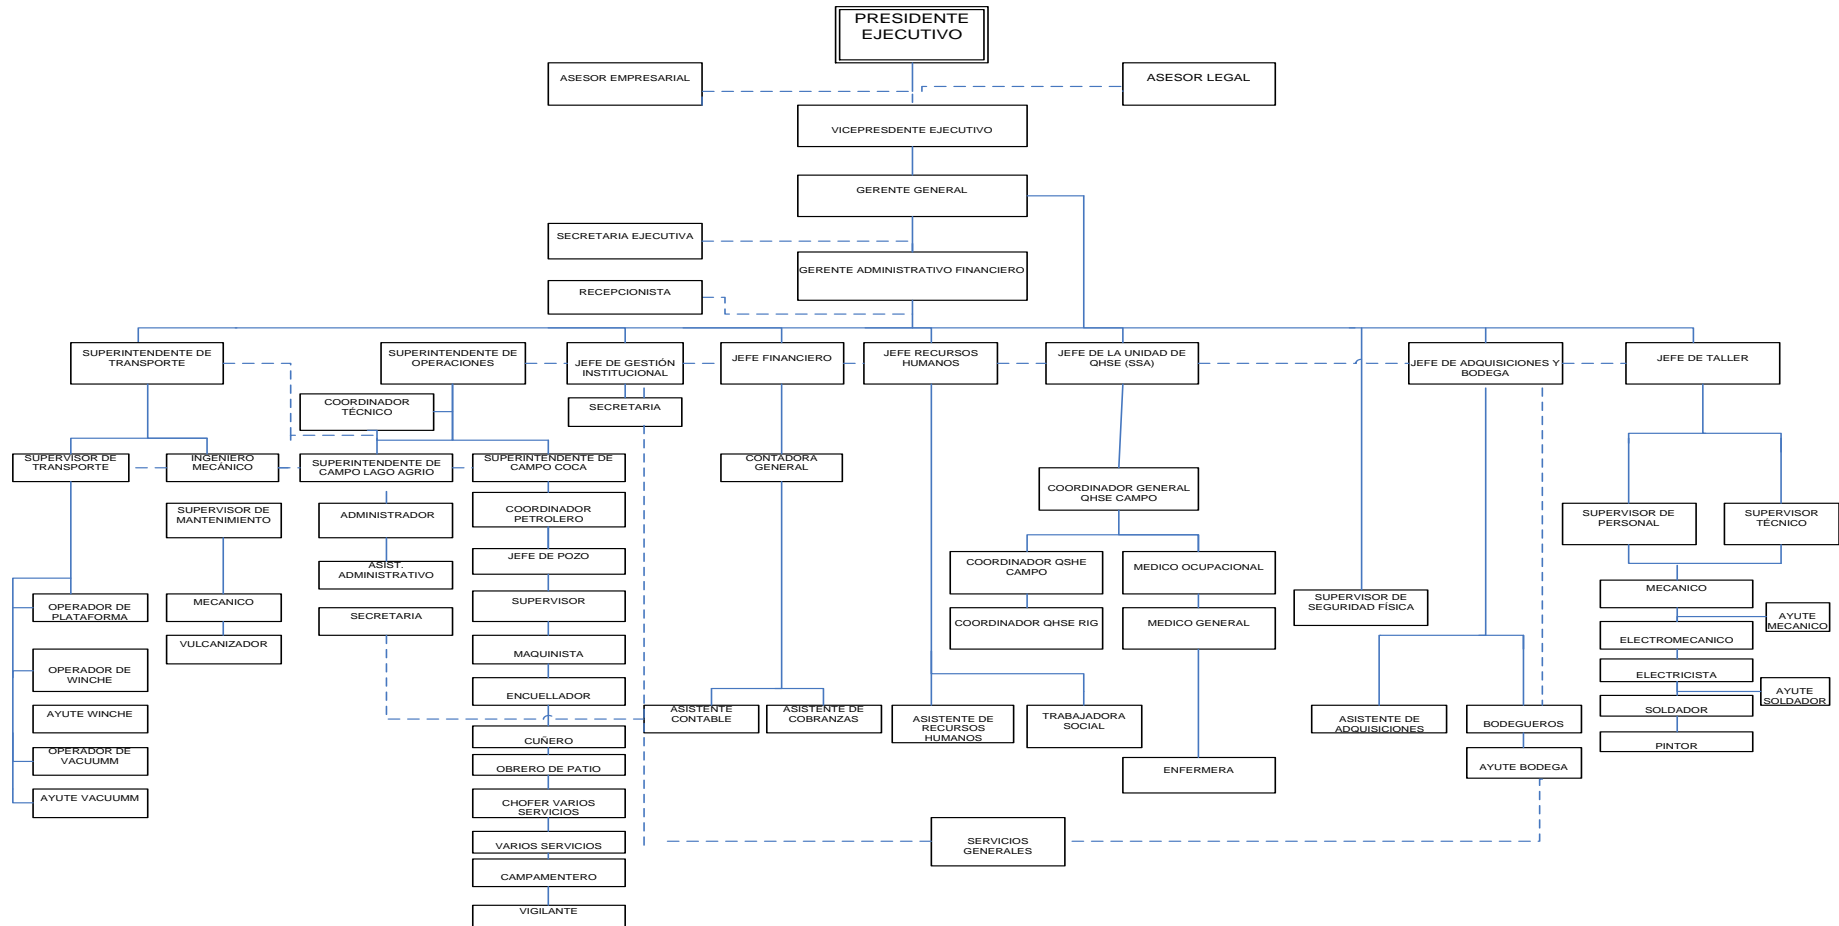 PRESIDENTE
EJECUTIVO
ASESOR EMPRESARIAL
ASESOR LEGAL
VICEPRESDENTE EJECUTIVO
GERENTE GENERAL
SECRETARIA EJECUTIVA
GERENTE ADMINISTRATIVO FINANCIERO
RECEPCIONISTA
SUPERINTENDENTE DE
TRANSPORTE
SUPERINTENDENTE DE
OPERACIONES
JEFE DE GESTIÓN
INSTITUCIONAL
JEFE FINANCIERO
JEFE RECURSOS
HUMANOS
JEFE DE LA UNIDAD DE
QHSE (SSA)
JEFE DE ADQUISICIONES Y
BODEGA
JEFE DE TALLER
COORDINADOR
TÉCNICO
SECRETARIA
SUPERVISOR DE
TRANSPORTE
INGENIERO
MECÁNICO
SUPERINTENDENTE DE
CAMPO LAGO AGRIO
SUPERINTENDENTE DE
CAMPO COCA
CONTADORA
GENERAL
COORDINADOR GENERAL
QHSE CAMPO
SUPERVISOR DE
MANTENIMIENTO
ADMINISTRADOR
COORDINADOR
PETROLERO
SUPERVISOR DE
PERSONAL
SUPERVISOR
TÉCNICO
JEFE DE POZO
ASIST.
ADMINISTRATIVO
COORDINADOR QSHE
CAMPO
MEDICO OCUPACIONAL
OPERADOR DE
PLATAFORMA
MECANICO
SECRETARIA
SUPERVISOR
COORDINADOR QHSE RIG
MEDICO GENERAL
SUPERVISOR DE
SEGURIDAD FÍSICA
MECANICO
AYUTE
MECANICO
VULCANIZADOR
MAQUINISTA
ELECTROMECANICO
OPERADOR DE
WINCHE
ENCUELLADOR
ELECTRICISTA
AYUTE
SOLDADOR
AYUTE WINCHE
ASISTENTE
CONTABLE
ASISTENTE DE
COBRANZAS
ASISTENTE DE
RECURSOS
HUMANOS
TRABAJADORA
SOCIAL
ASISTENTE DE
ADQUISICIONES
BODEGUEROS
SOLDADOR
CUÑERO
PINTOR
OPERADOR DE
VACUUMM
OBRERO DE PATIO
ENFERMERA
AYUTE BODEGA
AYUTE VACUUMM
CHOFER VARIOS
SERVICIOS
VARIOS SERVICIOS
SERVICIOS
GENERALES
CAMPAMENTERO
VIGILANTE